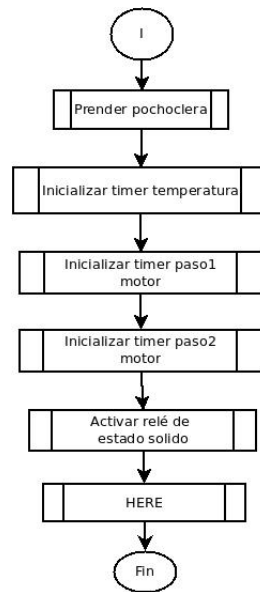 I
Prender pochoclera
Inicializar timer temperatura
Inicializar timer paso1
motor
Inicializar timer paso2
motor
Activar relé de
estado solido
HERE
Fin